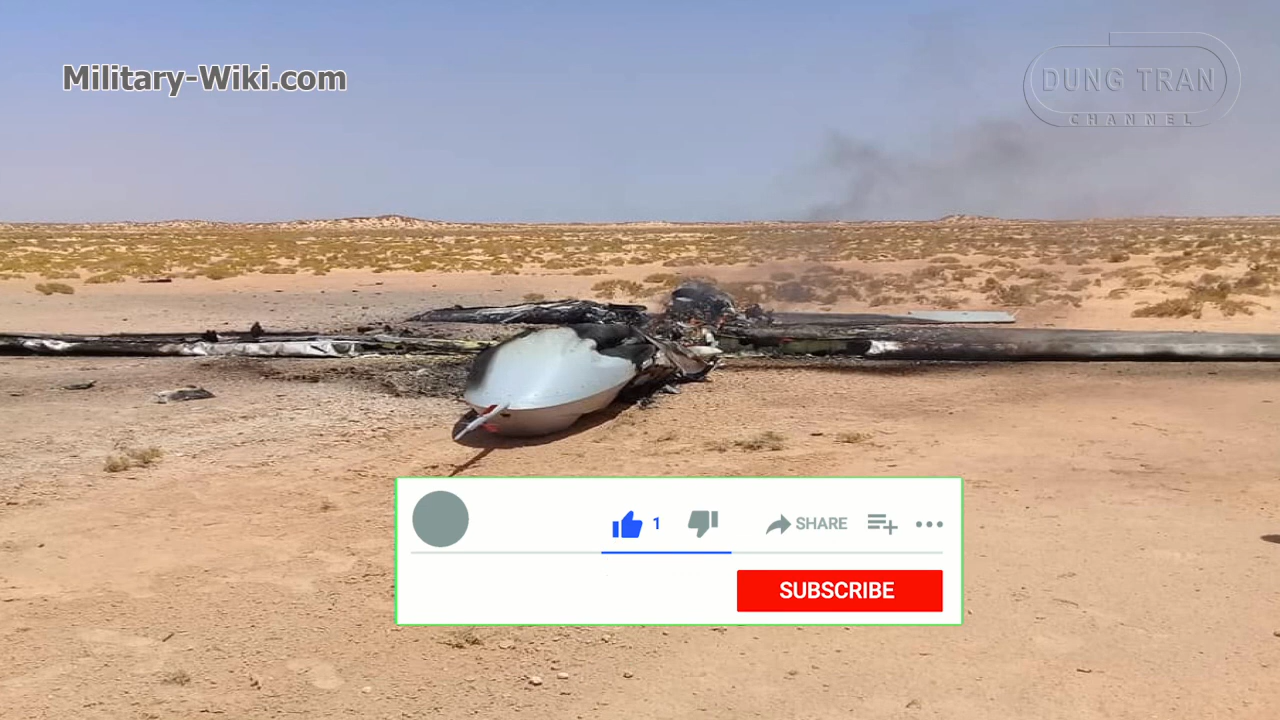 Military-Wiki.com
DUNG TRAN
CHANNEL
1
SHARE
SUBSCRIBE